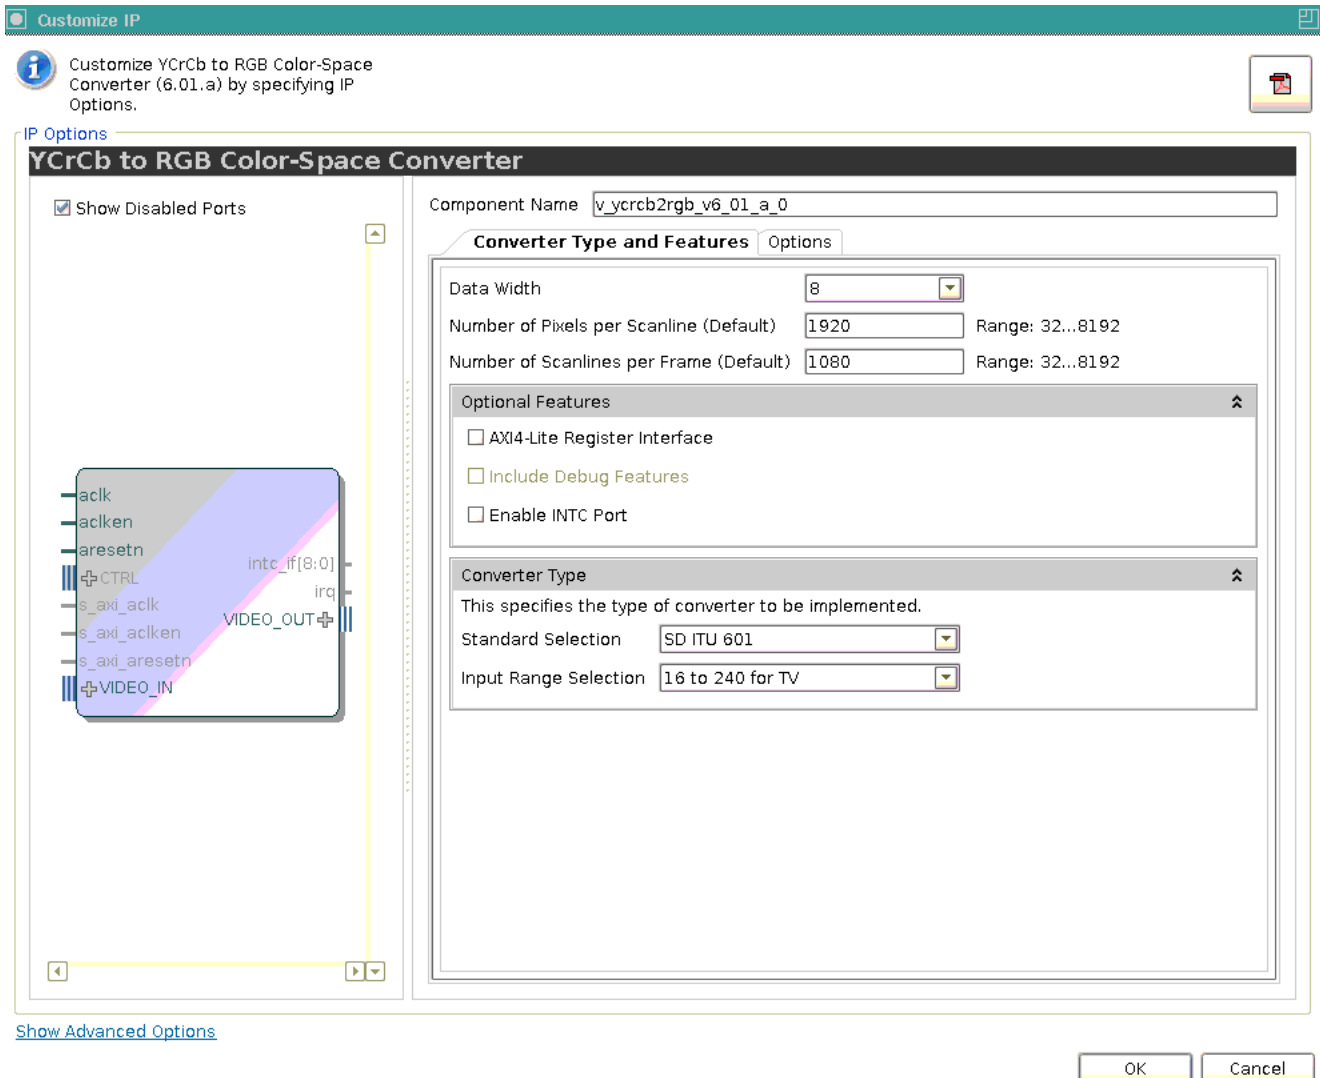 Customize IP
Customize YCrCb to RGB Color-Space
Converter (6.01.a) by specifying IP
Options.
IP Options
YCrCb to RGB Color-Space Converter
Show Disabled Ports
Component Name v_ycrcb2rgb_v6_01_a_0
Converter Type and Features Options
Data Width 8
Number of Pixels per Scanline (Default) 1920 Range: 32...8192
Number of Scanlines per Frame (Default) 1080 Range: 32...8192
Optional Features
AXI4-Lite Register Interface
Include Debug Features
Enable INTC Port
aclk
aclken
aresetn
CTRL
s_axi_aclk
s_axi_aclken
s_axi_aresetn
VIDEO_IN
intc_if[8:0]
irq
VIDEO_OUT
Converter Type
This specifies the type of converter to be implemented.
Standard Selection SD ITU 601
Input Range Selection 16 to 240 for TV
Show Advanced Options
OK Cancel